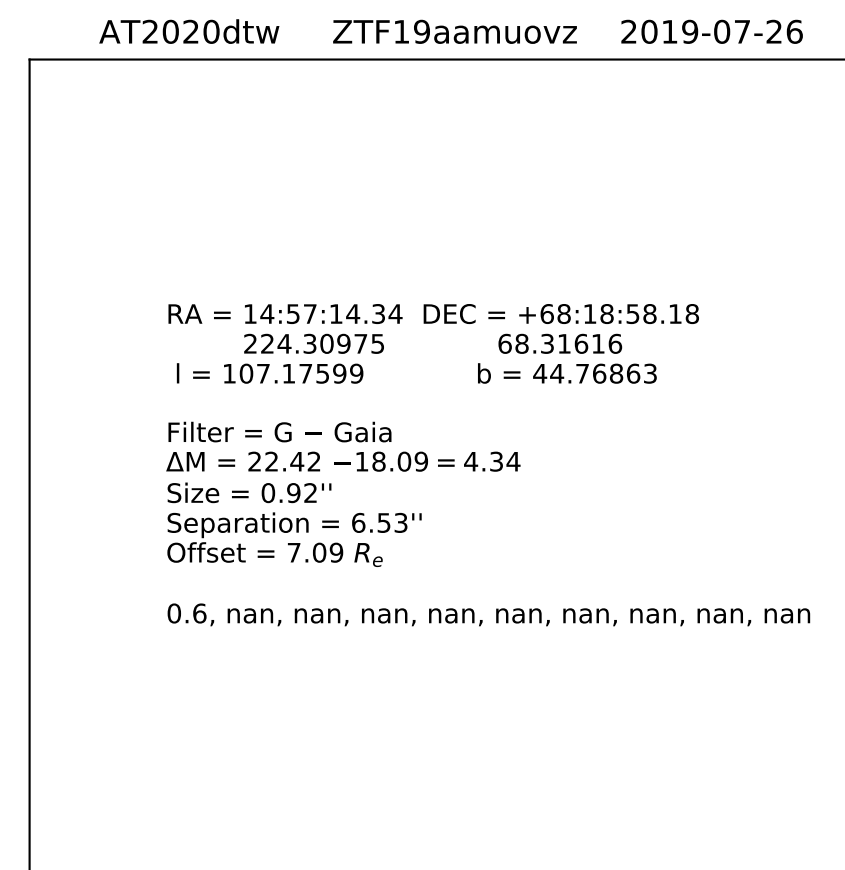 AT2020dtw ZTF19aamuovz 2019-07-26
RA = 14:57:14.34 DEC = +68:18:58.18
224.30975 68.31616
l = 107.17599 b = 44.76863
Filter = G − Gaia
ΔM = 22.42 −18.09 = 4.34
Size = 0.92''
Separation = 6.53''
Offset = 7.09 Re
0.6, nan, nan, nan, nan, nan, nan, nan, nan, nan